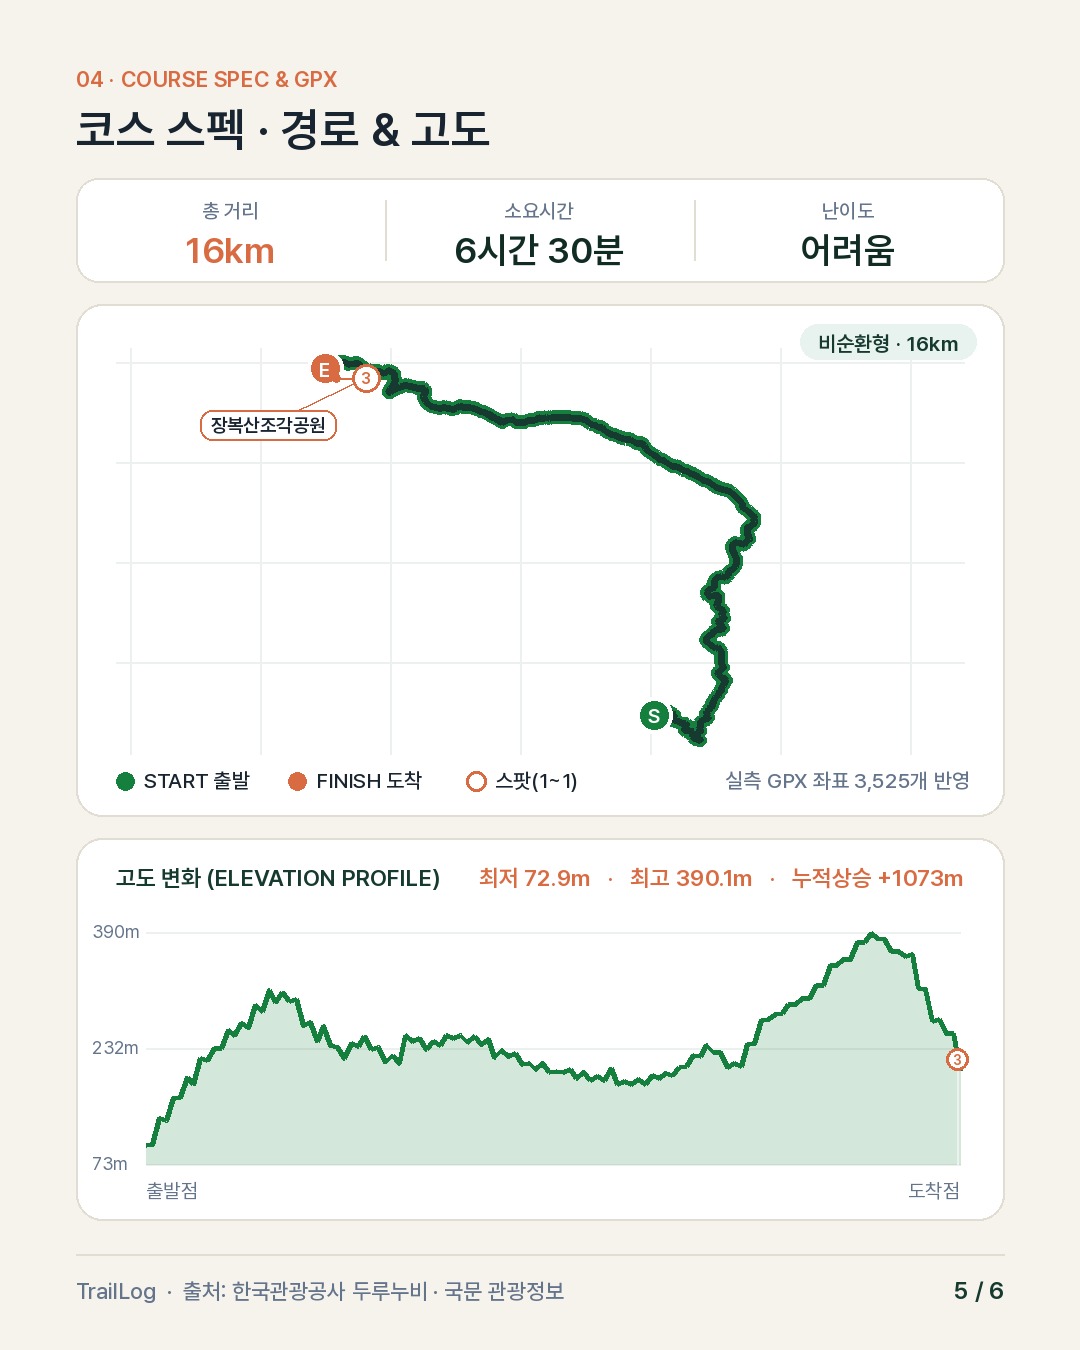 04 · COURSE SPEC & GPX
코스 스펙 · 경로 & 고도
총 거리
16km
소요시간
6시간 30분
난이도
어려움
비순환형 · 16km
E
3
장복산조각공원
S
START 출발
FINISH 도착
스팟(1~1)
실측 GPX 좌표 3,525개 반영
고도 변화 (ELEVATION PROFILE)
최저 72.9m · 최고 390.1m · 누적상승 +1073m
390m
232m
3
73m
출발점
도착점
TrailLog · 출처: 한국관광공사 두루누비 · 국문 관광정보
5 / 6